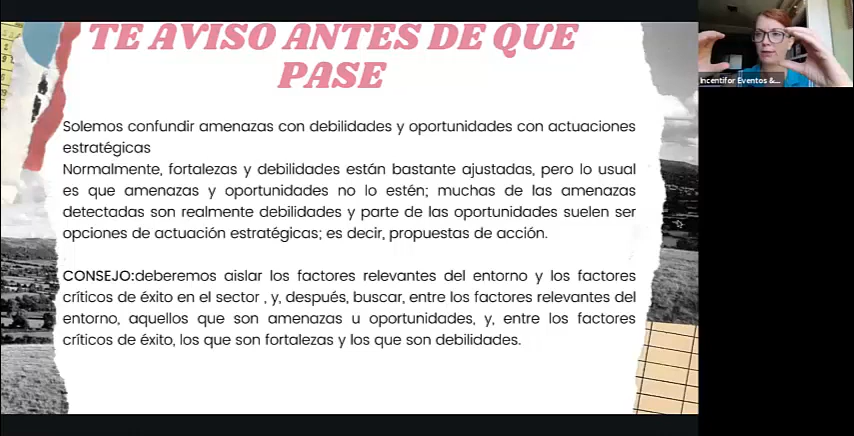 TE AVISO ANTES DE QUE
PASE
Solemos confundir amenazas con debilidades y oportunidades con actuaciones
estratégicas
Normalmente, fortalezas y debilidades están bastante ajustadas, pero lo usual
es que amenazas y oportunidades no lo estén; muchas de las amenazas
detectadas son realmente debilidades y parte de las oportunidades suelen ser
opciones de actuación estratégicas; es decir, propuestas de acción.
CONSEJO:deberemos aislar los factores relevantes del entorno y los factores
críticos de éxito en el sector , y, después, buscar, entre los factores relevantes del
entorno, aquellos que son amenazas u oportunidades, y, entre los factores
críticos de éxito, los que son fortalezas y los que son debilidades.
Incentifor Eventos &...